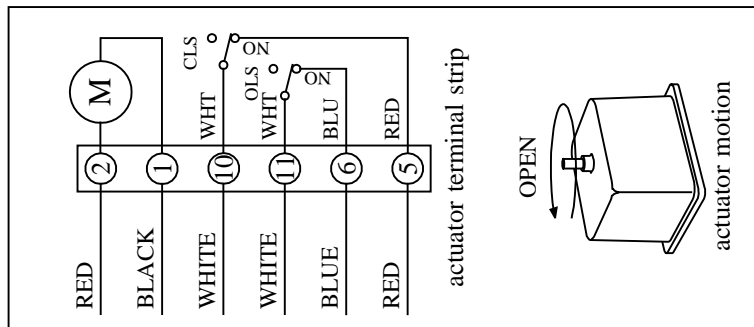 CLS
ON
OLS
ON
M
WHT
WHT
BLU
RED
2
1
10
11
6
5
RED
BLACK
WHITE
WHITE
BLUE
RED
actuator terminal strip
OPEN
actuator motion